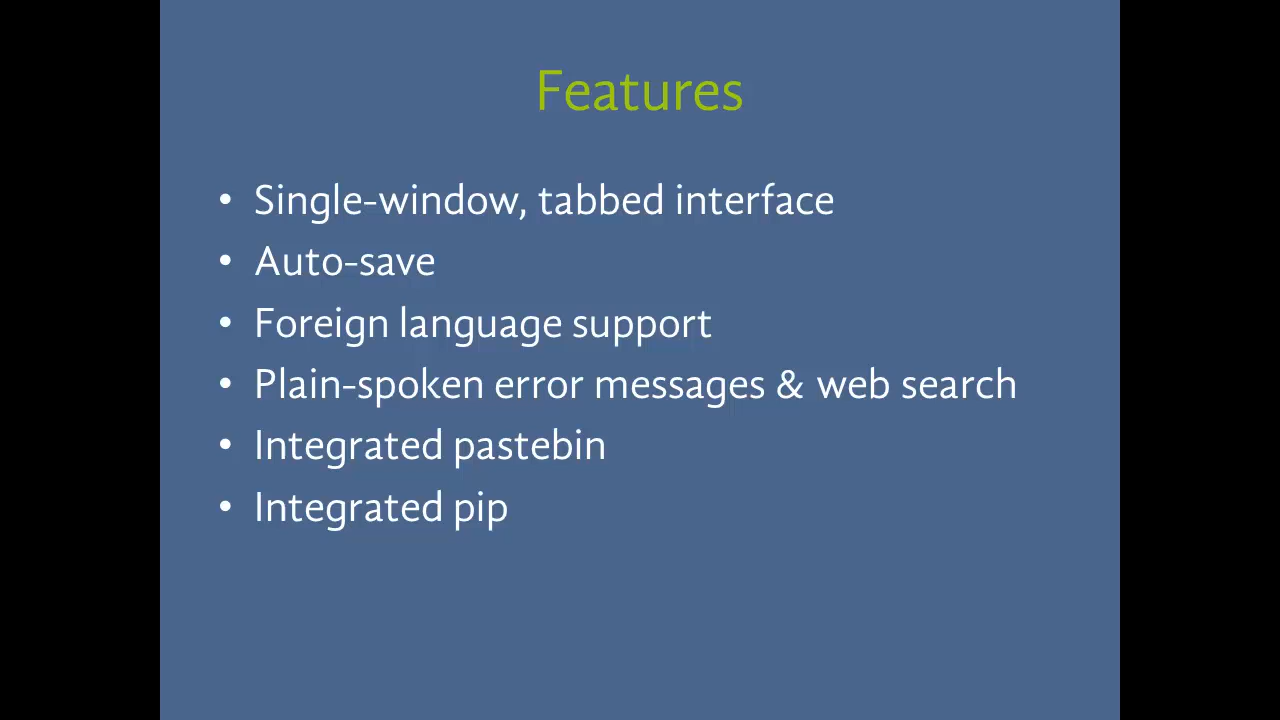 Features
• Single-window, tabbed interface
• Auto-save
• Foreign language support
• Plain-spoken error messages & web search
• Integrated pastebin
• Integrated pip